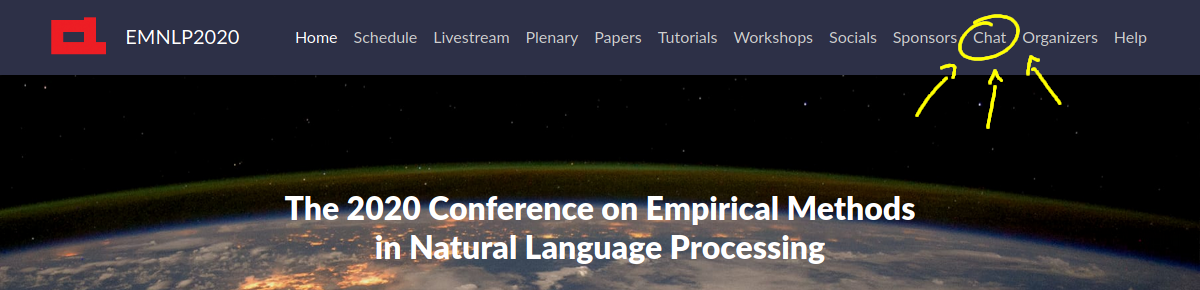 EMNLP2020 Home Schedule Livestream Plenary Papers Tutorials Workshops Socials Sponsors Chat Organizers Help
The 2020 Conference on Empirical Methods
in Natural Language Processing